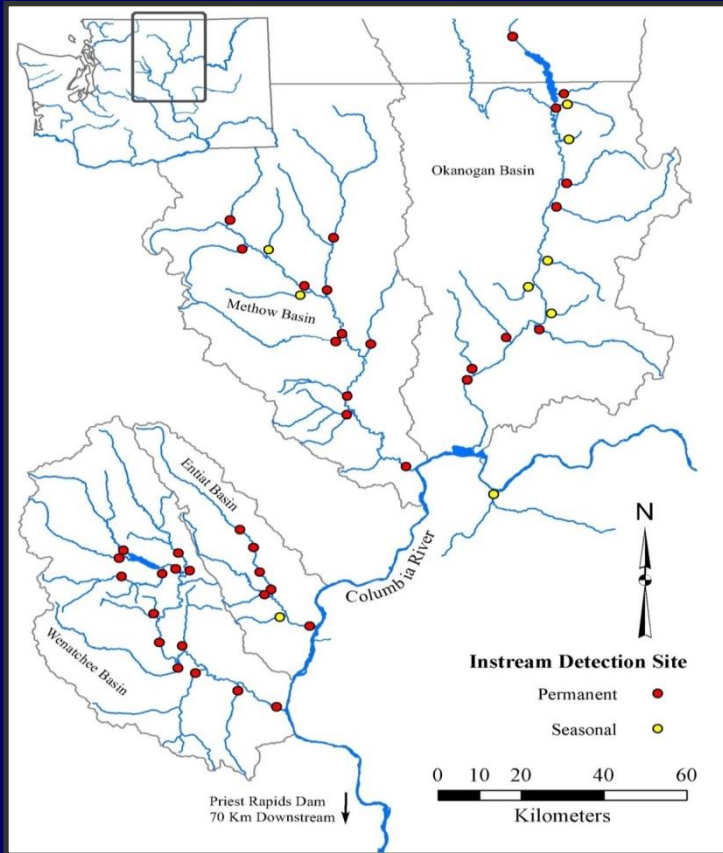 Okanogan Basin
Methow Basin
Entiat Basin
Columbia River
Wenatchee Basin
N
Instream Detection Site
Permanent
Seasonal
0 10 20 40 60
Kilometers
Priest Rapids Dam
70 Km Downstream